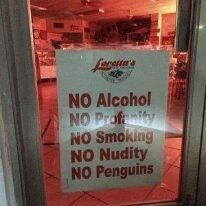 Loretta's
NO Alcohol
NO Profanity
NO Smoking
NO Nudity
NO Penguins